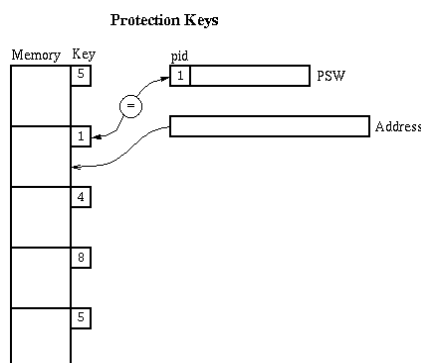 Protection Keys
Memory Key
pid
5
1
PSW
=
1
Address
4
8
5